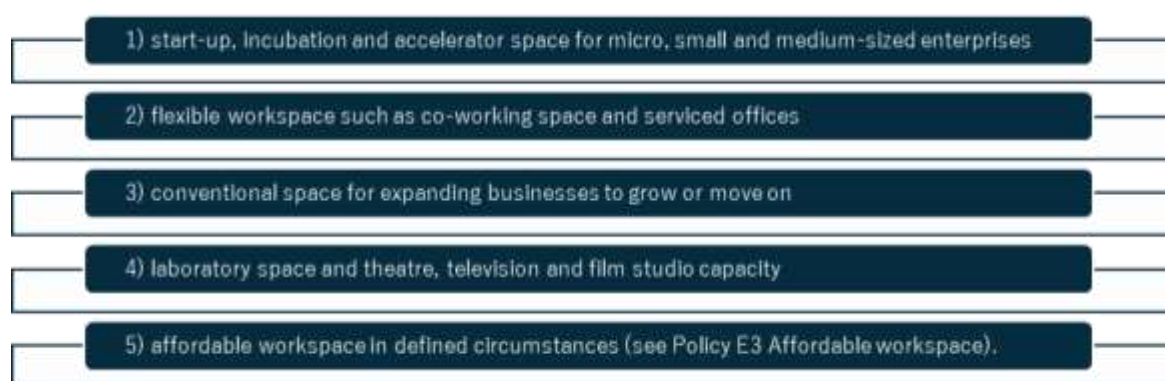 1) start-up, incubation and accelerator space for micro, small and medium-sized enterprises
2) flexible workspace such as co-working space and serviced offices
3) conventional space for expanding businesses to grow or move on
4) laboratory space and theatre, television and film studio capacity
5) affordable workspace in defined circumstances (see Policy E3 Affordable workspace).